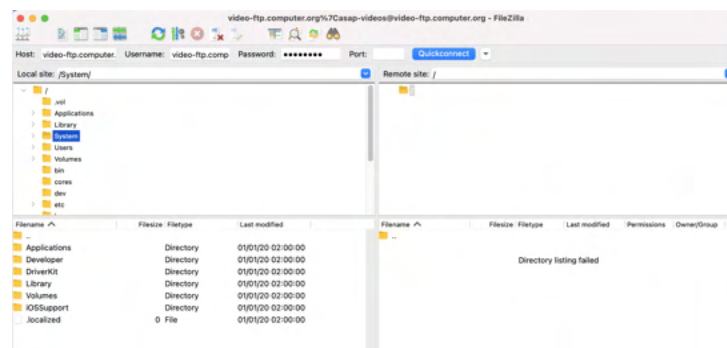 video-ftp.computer.org%7Casap-videos@video-ftp.computer.org - FileZilla
Host: video-ftp.computer. Username: video-ftp.comp Password: ●●●●●●●● Port: Quickconnect
Local site: /System/
Remote site: /
/
.vol
Applications
Library
System
Users
Volumes
bin
cores
dev
etc
/
Filename Filesize Filetype Last modified
..
Applications Directory 01/01/20 02:00:00
Developer Directory 01/01/20 02:00:00
DriverKit Directory 01/01/20 02:00:00
Library Directory 01/01/20 02:00:00
Volumes Directory 01/01/20 02:00:00
iOSSupport Directory 01/01/20 02:00:00
.localized 0 File 01/01/20 02:00:00
Filename Filesize Filetype Last modified Permissions Owner/Group
..
Directory listing failed